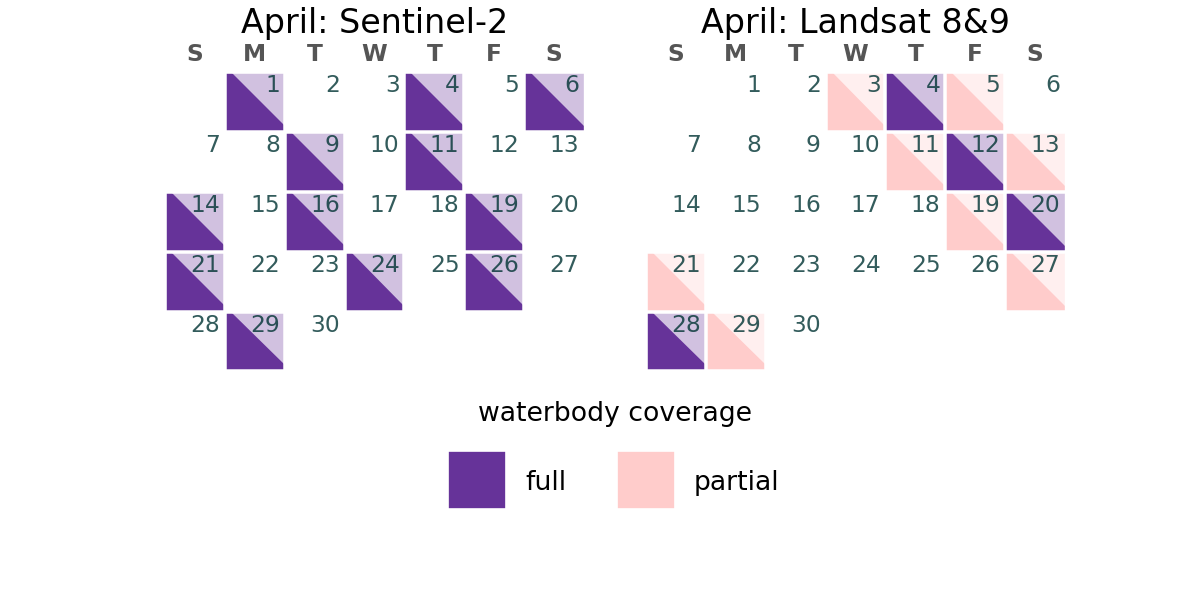 April: Sentinel-2
S M T W T F S
1 2 3 4 5 6
7 8 9 10 11 12 13
14 15 16 17 18 19 20
21 22 23 24 25 26 27
28 29 30
April: Landsat 8&9
S M T W T F S
1 2 3 4 5 6
7 8 9 10 11 12 13
14 15 16 17 18 19 20
21 22 23 24 25 26 27
28 29 30
waterbody coverage
full
partial